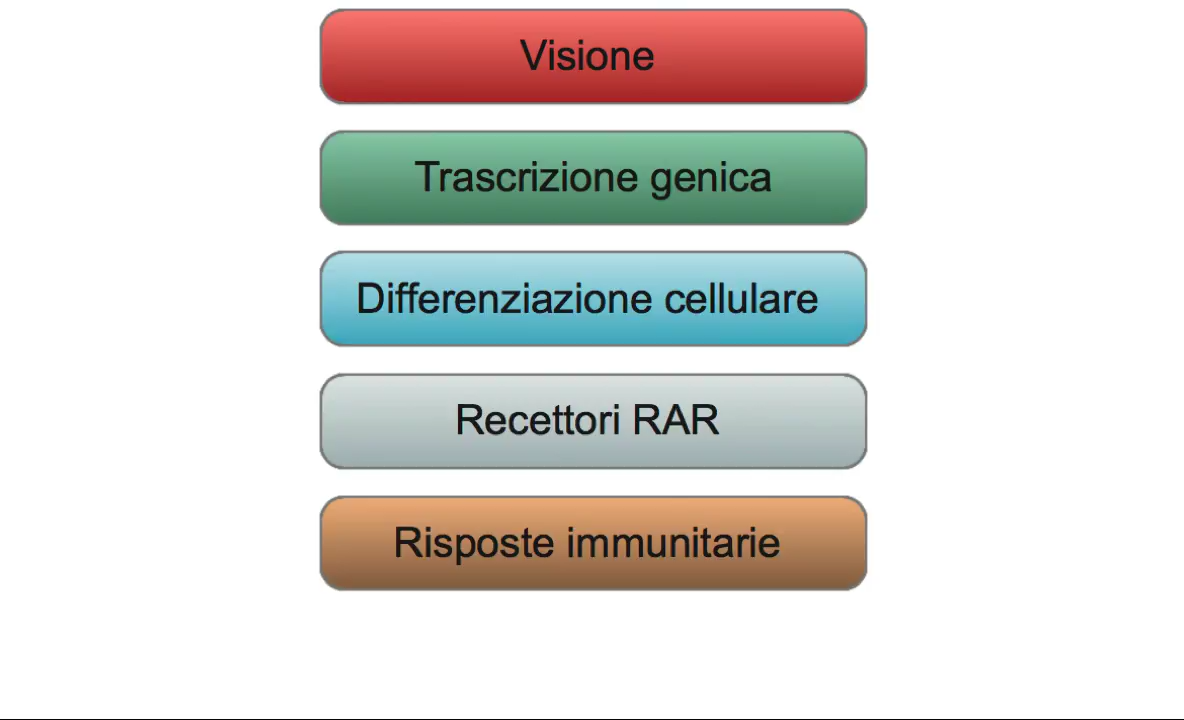 Visione
Trascrizione genica
Differenziazione cellulare
Recettori RAR
Risposte immunitarie